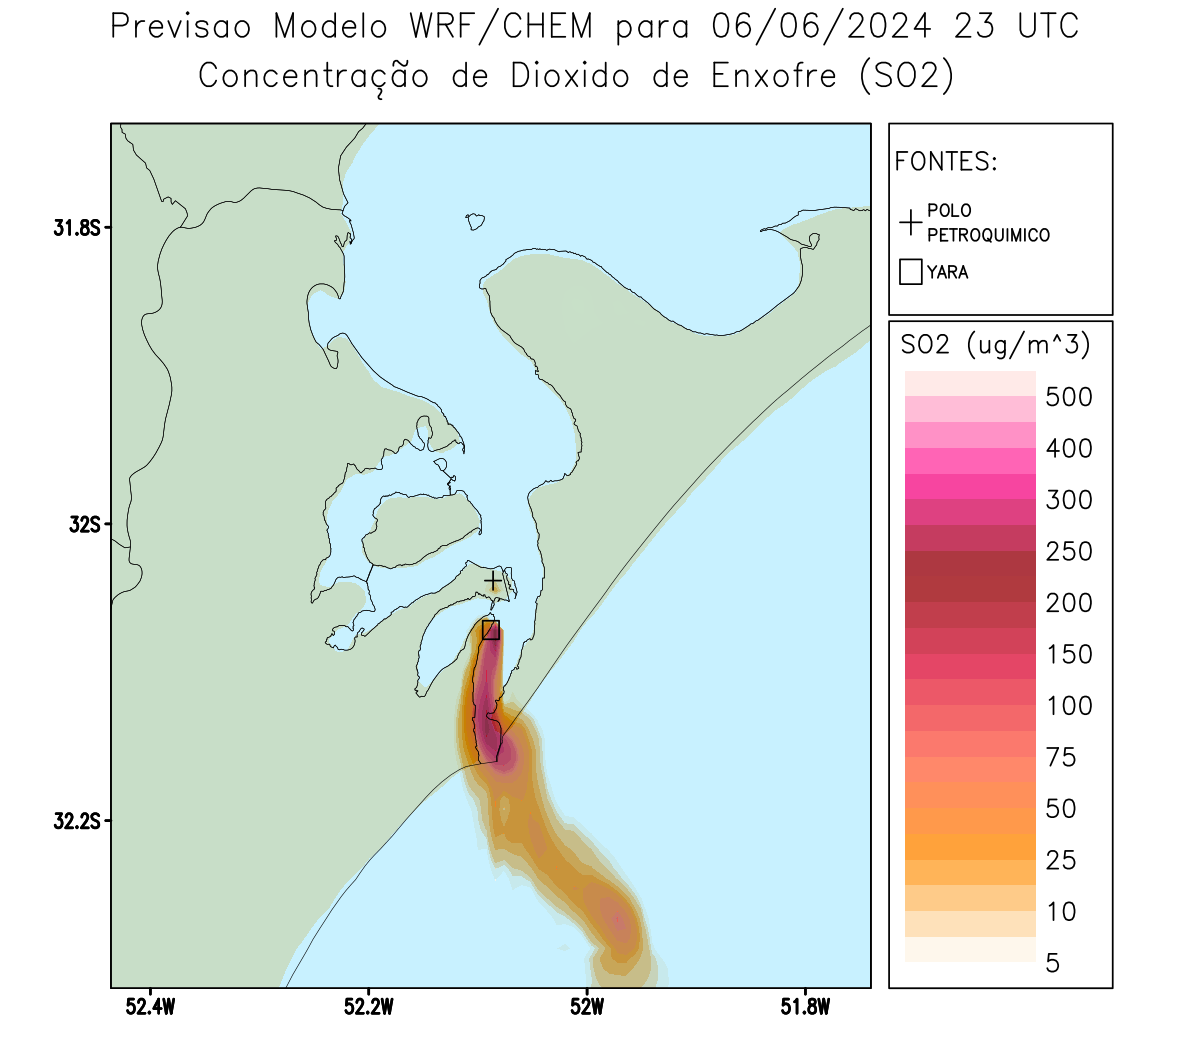 Previsao Modelo WRF/CHEM para 06/06/2024 23 UTC
Concentração de Dioxido de Enxofre (SO2)
FONTES:
POLO
PETROQUIMICO
YARA
SO2 (ug/m^3)
500
400
300
250
200
150
100
75
50
25
10
5
31.8S
32S
32.2S
52.4W
52.2W
52W
51.8W